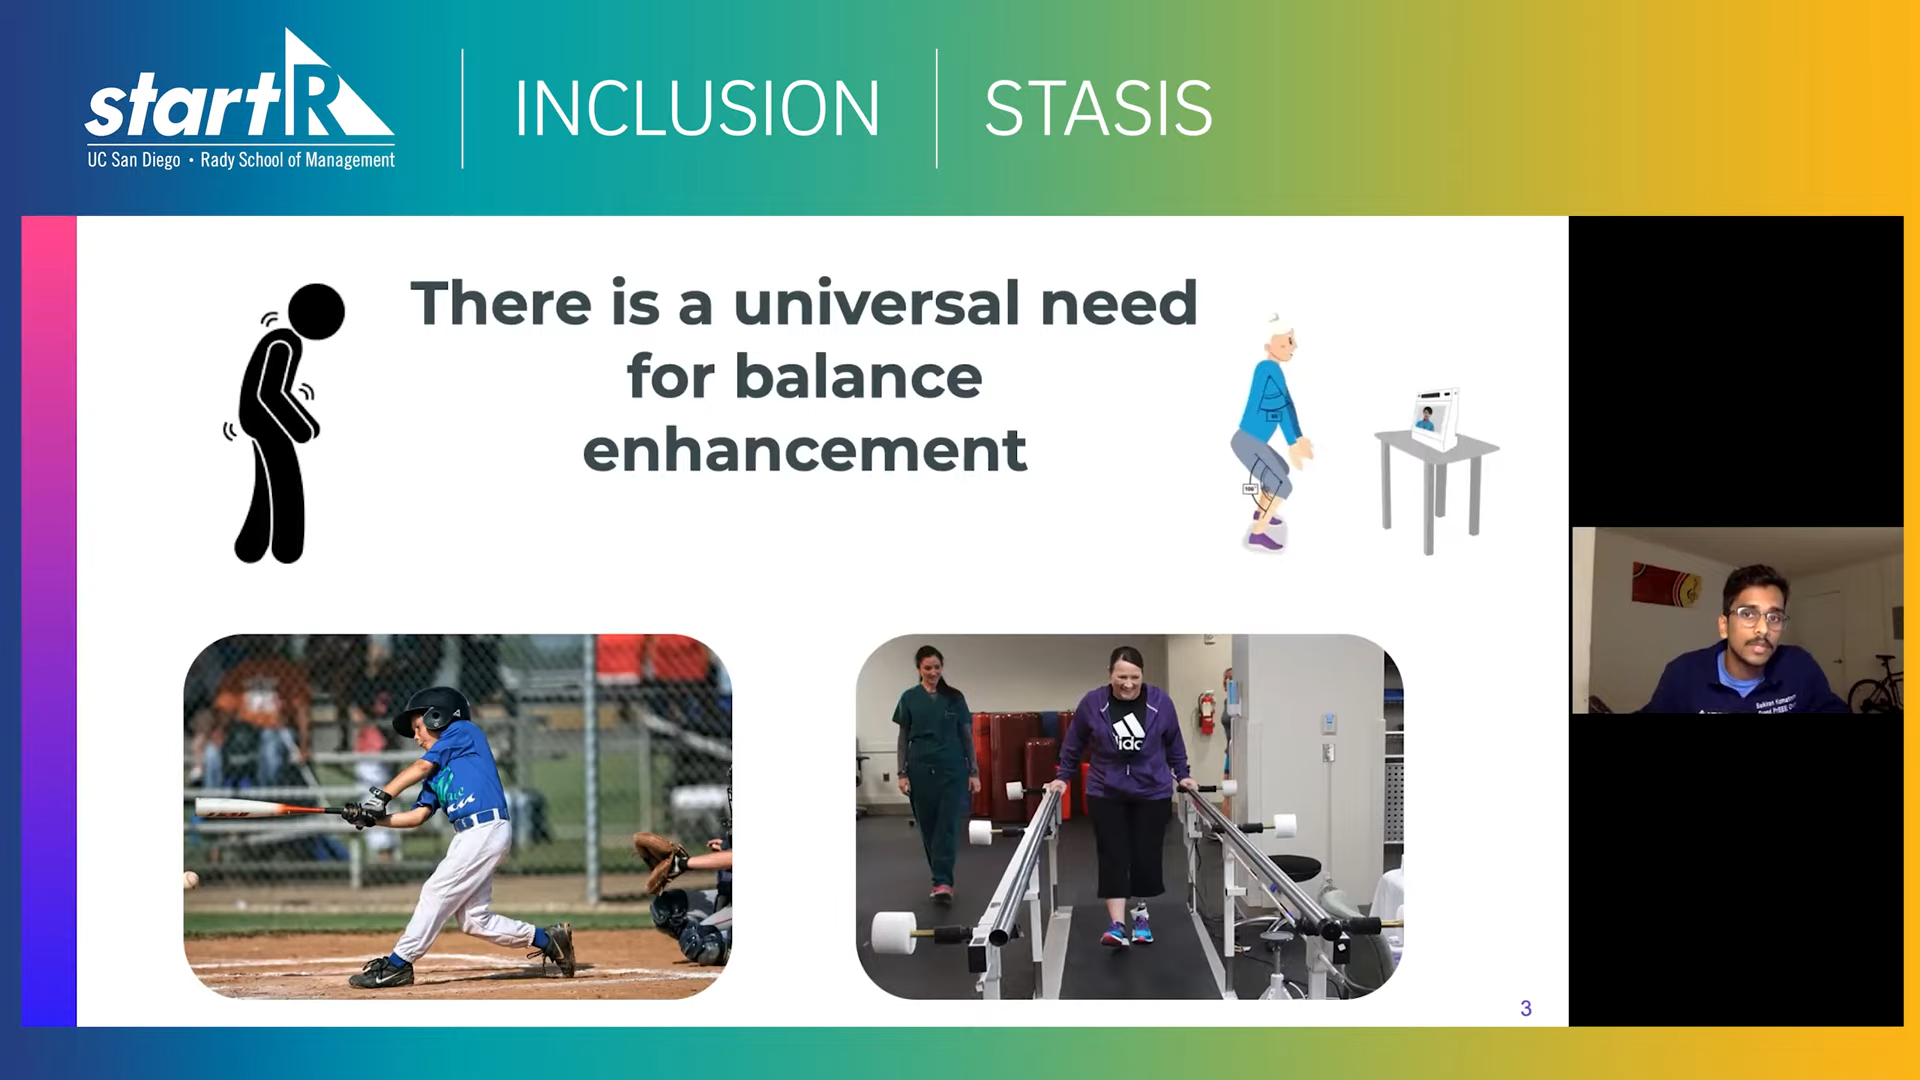 startR
UC San Diego • Rady School of Management
INCLUSION
STASIS
There is a universal need
for balance
enhancement
3